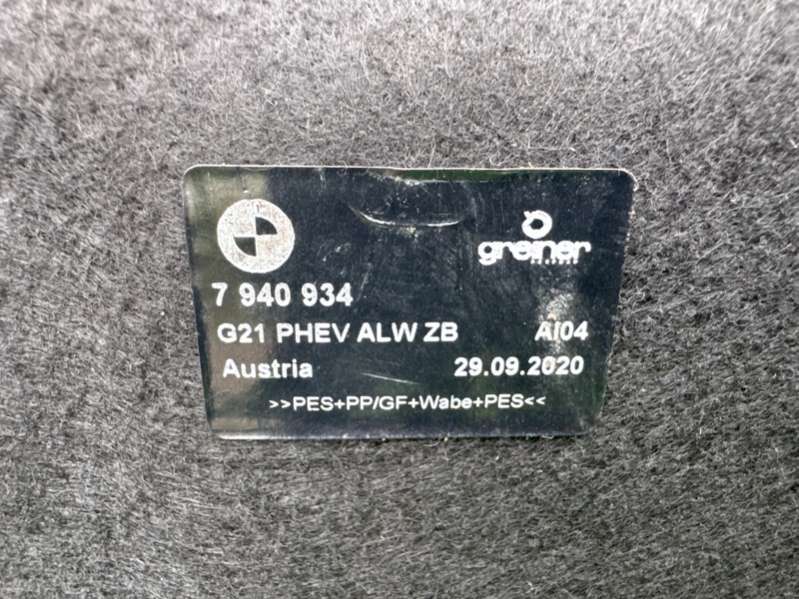 greiner
7 940 934
G21 PHEV ALW ZB AI04
Austria 29.09.2020
>>PES+PP/GF+Wabe+PES<<